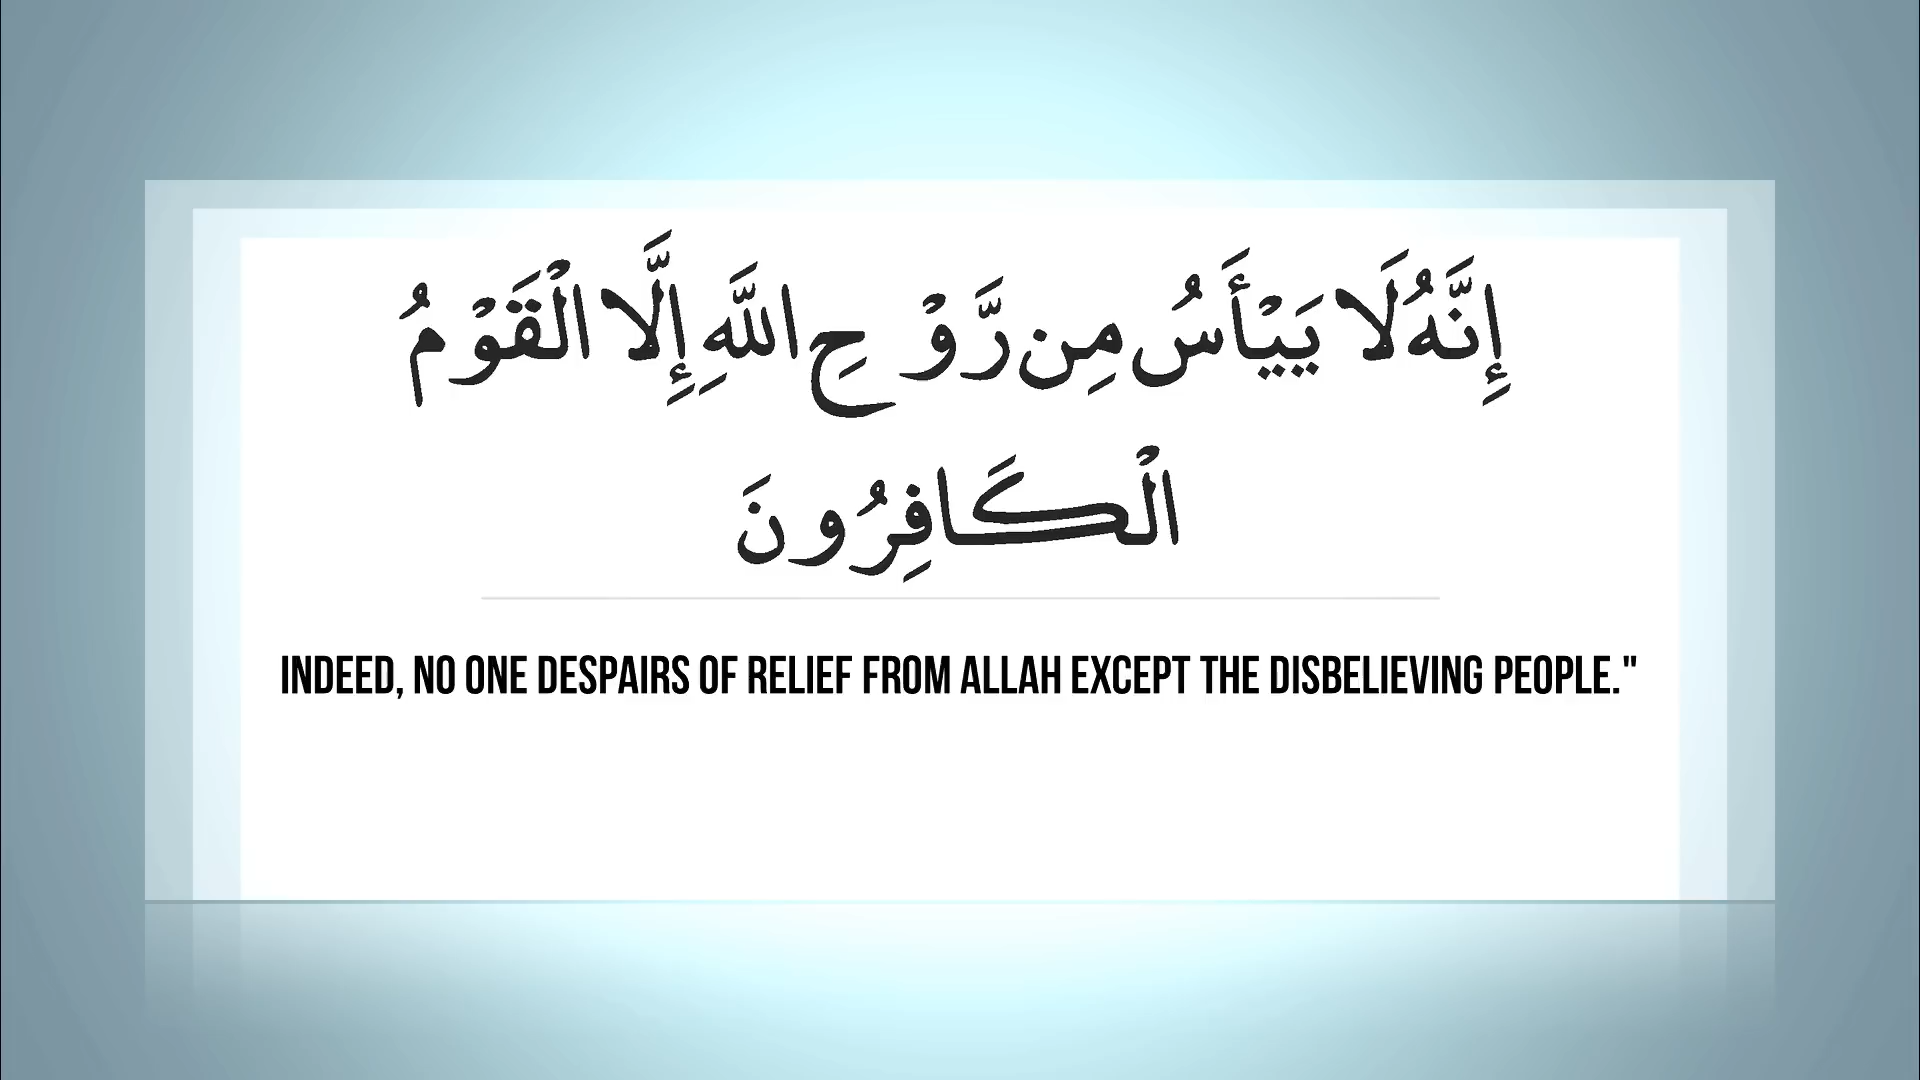 إِنَّهُ لَا يَيْأَسُ مِن رَّوْحِ اللَّهِ إِلَّا الْقَوْمُ
الْكَافِرُونَ
INDEED, NO ONE DESPAIRS OF RELIEF FROM ALLAH EXCEPT THE DISBELIEVING PEOPLE."